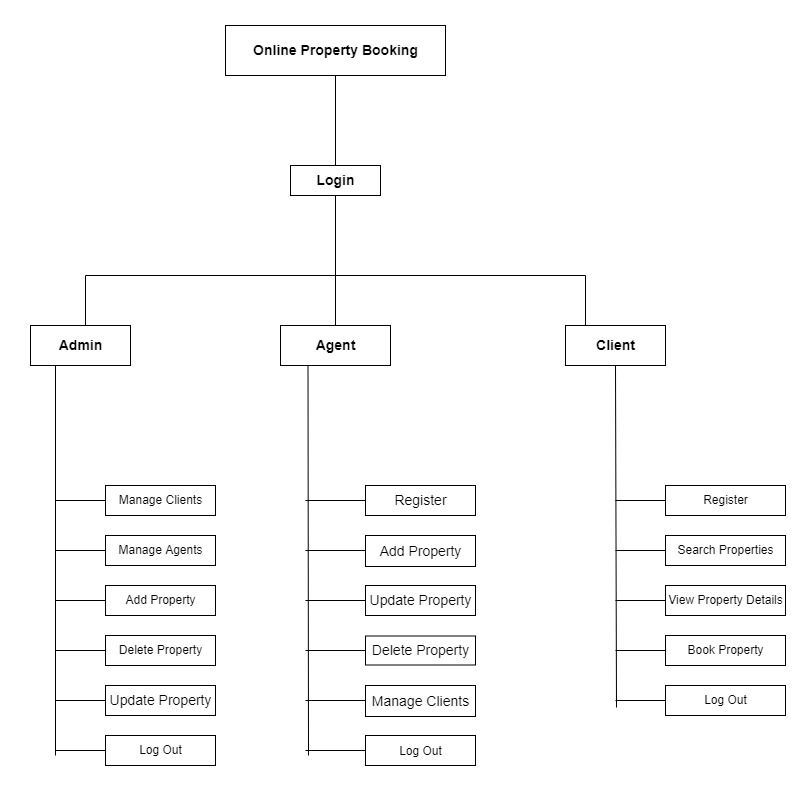 Online Property Booking
Login
Admin
Agent
Client
Manage Clients
Manage Agents
Add Property
Delete Property
Update Property
Log Out
Register
Add Property
Update Property
Delete Property
Manage Clients
Log Out
Register
Search Properties
View Property Details
Book Property
Log Out